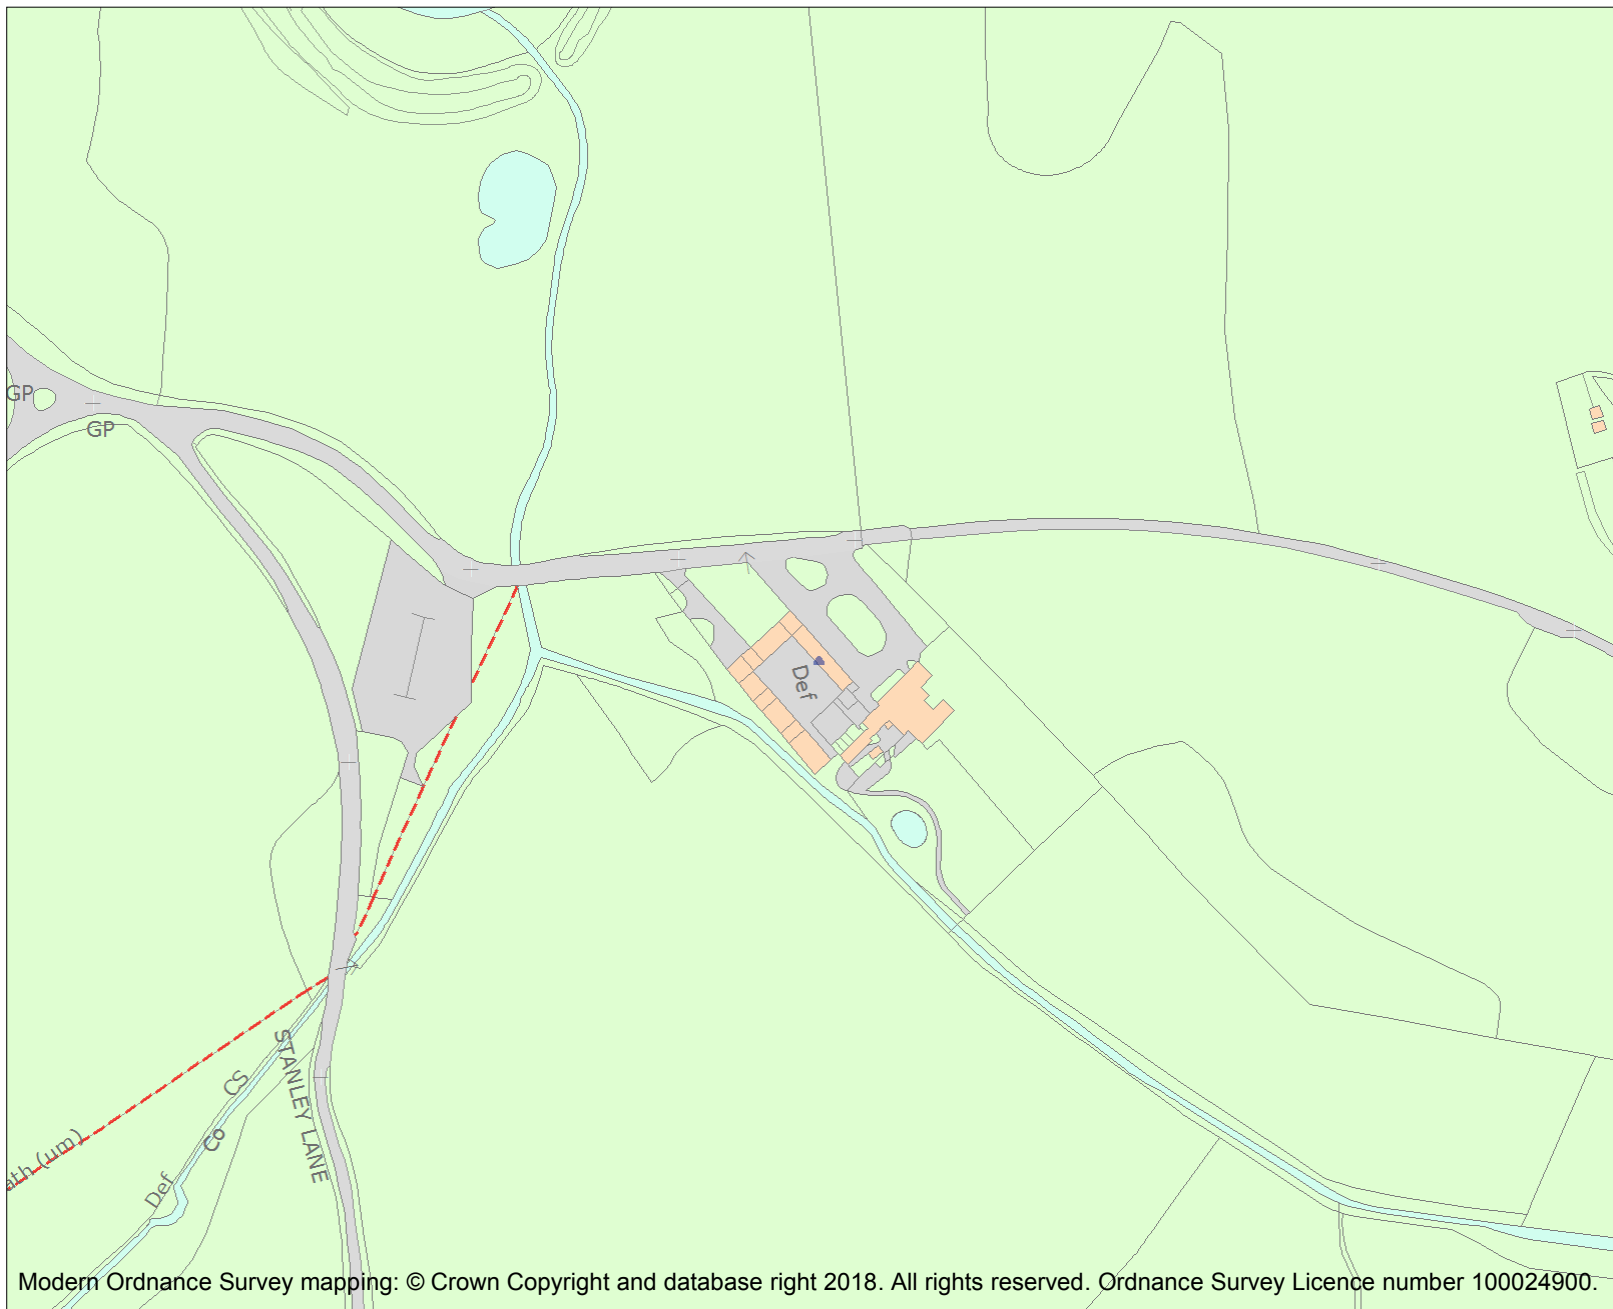 GP
GP
Def
STANLEY LANE
CS
Co
Def
ath (um)
Modern Ordnance Survey mapping: © Crown Copyright and database right 2018. All rights reserved. Ordnance Survey Licence number 100024900.